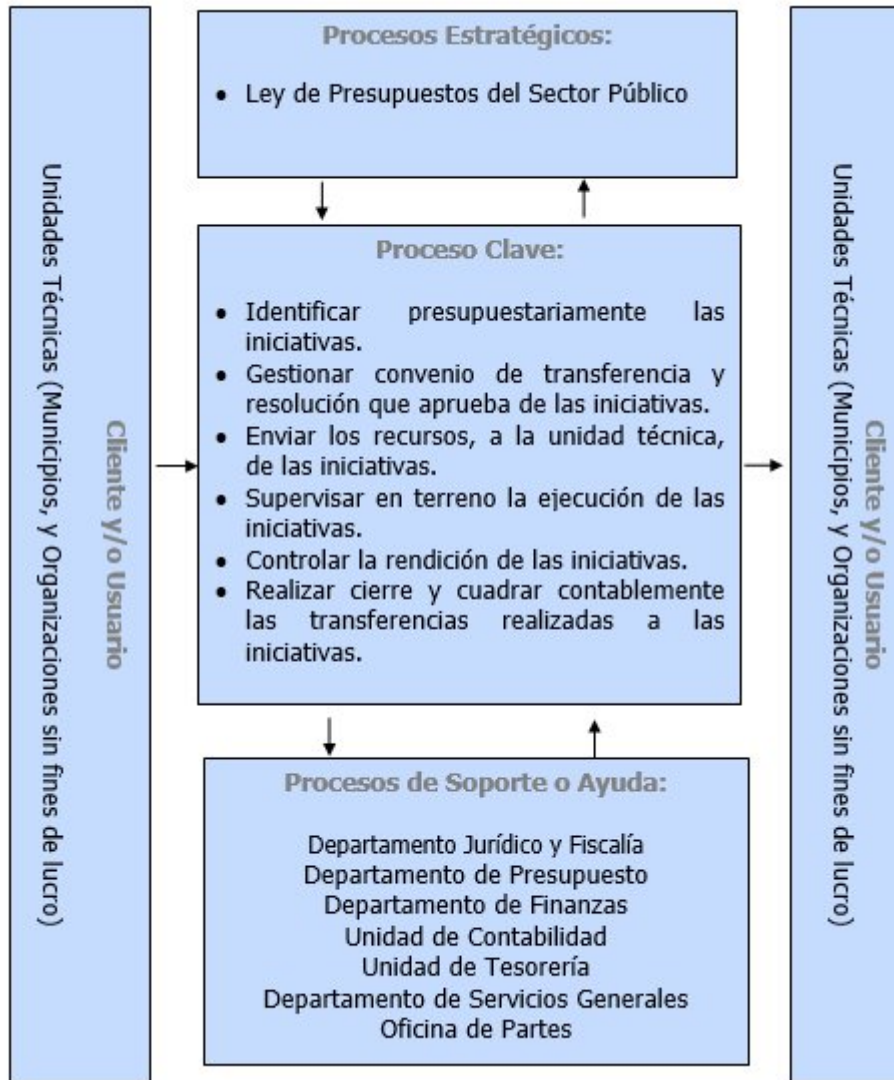 Cliente y/o Usuario
Unidades Técnicas (Municipios, y Organizaciones sin fines de lucro)
Procesos Estratégicos:
• Ley de Presupuestos del Sector Público
Proceso Clave:
• Identificar presupuestariamente las
iniciativas.
• Gestionar convenio de transferencia y
resolución que aprueba de las iniciativas.
• Enviar los recursos, a la unidad técnica,
de las iniciativas.
• Supervisar en terreno la ejecución de las
iniciativas.
• Controlar la rendición de las iniciativas.
• Realizar cierre y cuadrar contablemente
las transferencias realizadas a las
iniciativas.
Procesos de Soporte o Ayuda:
Departamento Jurídico y Fiscalía
Departamento de Presupuesto
Departamento de Finanzas
Unidad de Contabilidad
Unidad de Tesorería
Departamento de Servicios Generales
Oficina de Partes
Cliente y/o Usuario
Unidades Técnicas (Municipios, y Organizaciones sin fines de lucro)